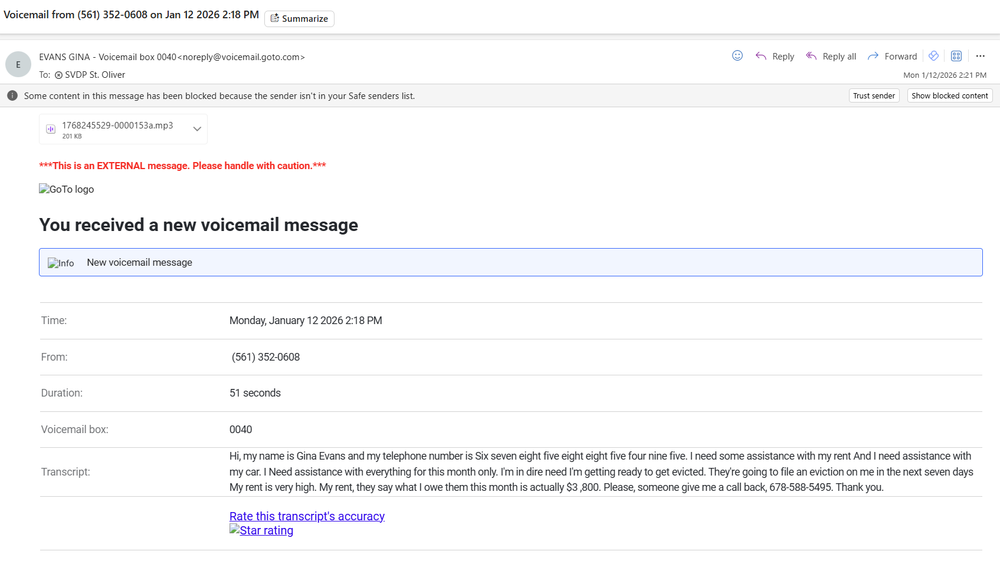 Voicemail from (561) 352-0608 on Jan 12 2026 2:18 PM
Summarize
E
EVANS GINA - Voicemail box 0040<noreply@voicemail.goto.com>
Reply
Reply all
Forward
To: SVDP St. Oliver
Mon 1/12/2026 2:21 PM
Some content in this message has been blocked because the sender isn't in your Safe senders list.
Trust sender
Show blocked content
1768245529-0000153a.mp3
201 KB
***This is an EXTERNAL message. Please handle with caution.***
GoTo logo
You received a new voicemail message
Info
New voicemail message
Time: Monday, January 12 2026 2:18 PM
From: (561) 352-0608
Duration: 51 seconds
Voicemail box: 0040
Transcript:
Hi, my name is Gina Evans and my telephone number is Six seven eight five eight eight five four nine five. I need some assistance with my rent And I need assistance with
my car. I Need assistance with everything for this month only. I'm in dire need I'm getting ready to get evicted. They're going to file an eviction on me in the next seven days
My rent is very high. My rent, they say what I owe them this month is actually $3 ,800. Please, someone give me a call back, 678-588-5495. Thank you.
Rate this transcript's accuracy
Star rating